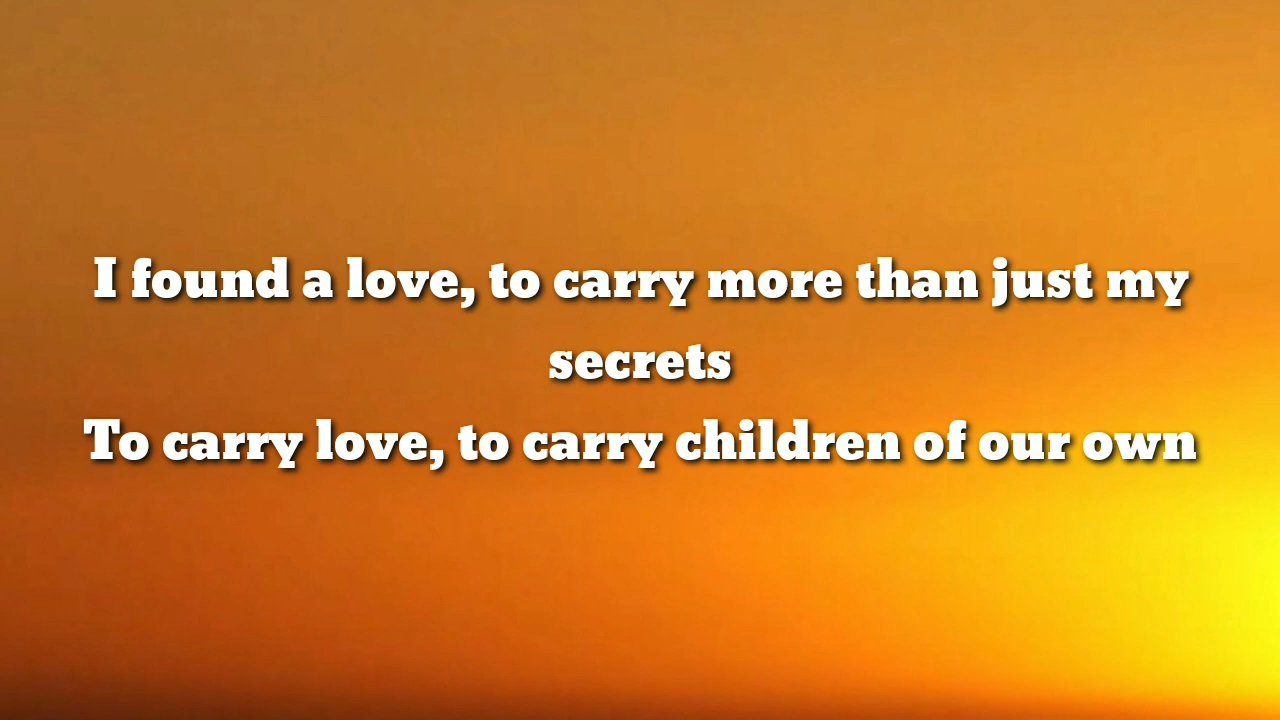 I found a love, to carry more than just my
secrets
To carry love, to carry children of our own